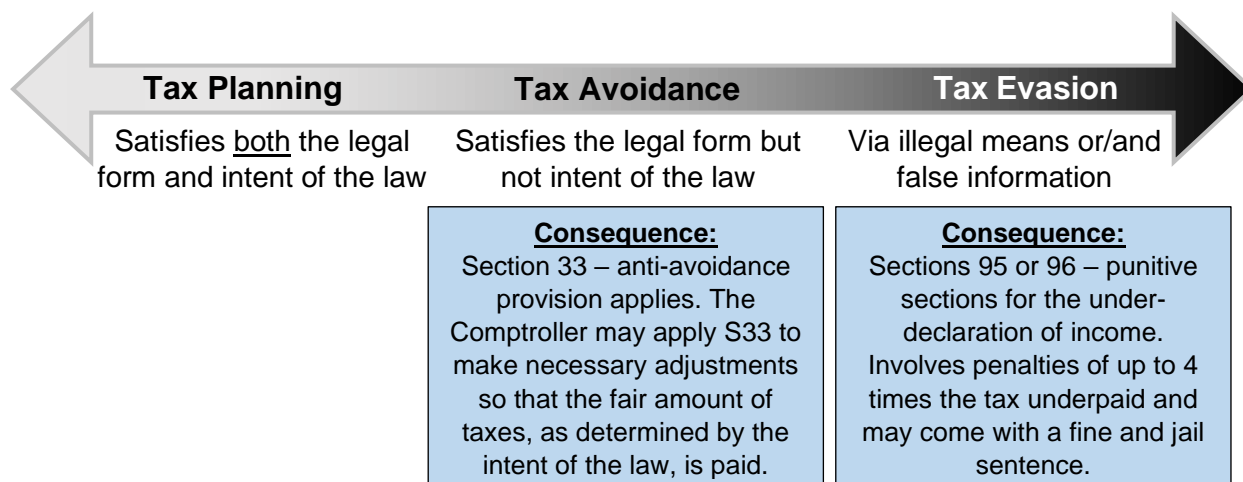 Tax Planning
Tax Avoidance
Tax Evasion
Satisfies both the legal
form and intent of the law
Satisfies the legal form but
not intent of the law
Via illegal means or/and
false information
Consequence:
Section 33 – anti-avoidance
provision applies. The
Comptroller may apply S33 to
make necessary adjustments
so that the fair amount of
taxes, as determined by the
intent of the law, is paid.
Consequence:
Sections 95 or 96 – punitive
sections for the under-
declaration of income.
Involves penalties of up to 4
times the tax underpaid and
may come with a fine and jail
sentence.